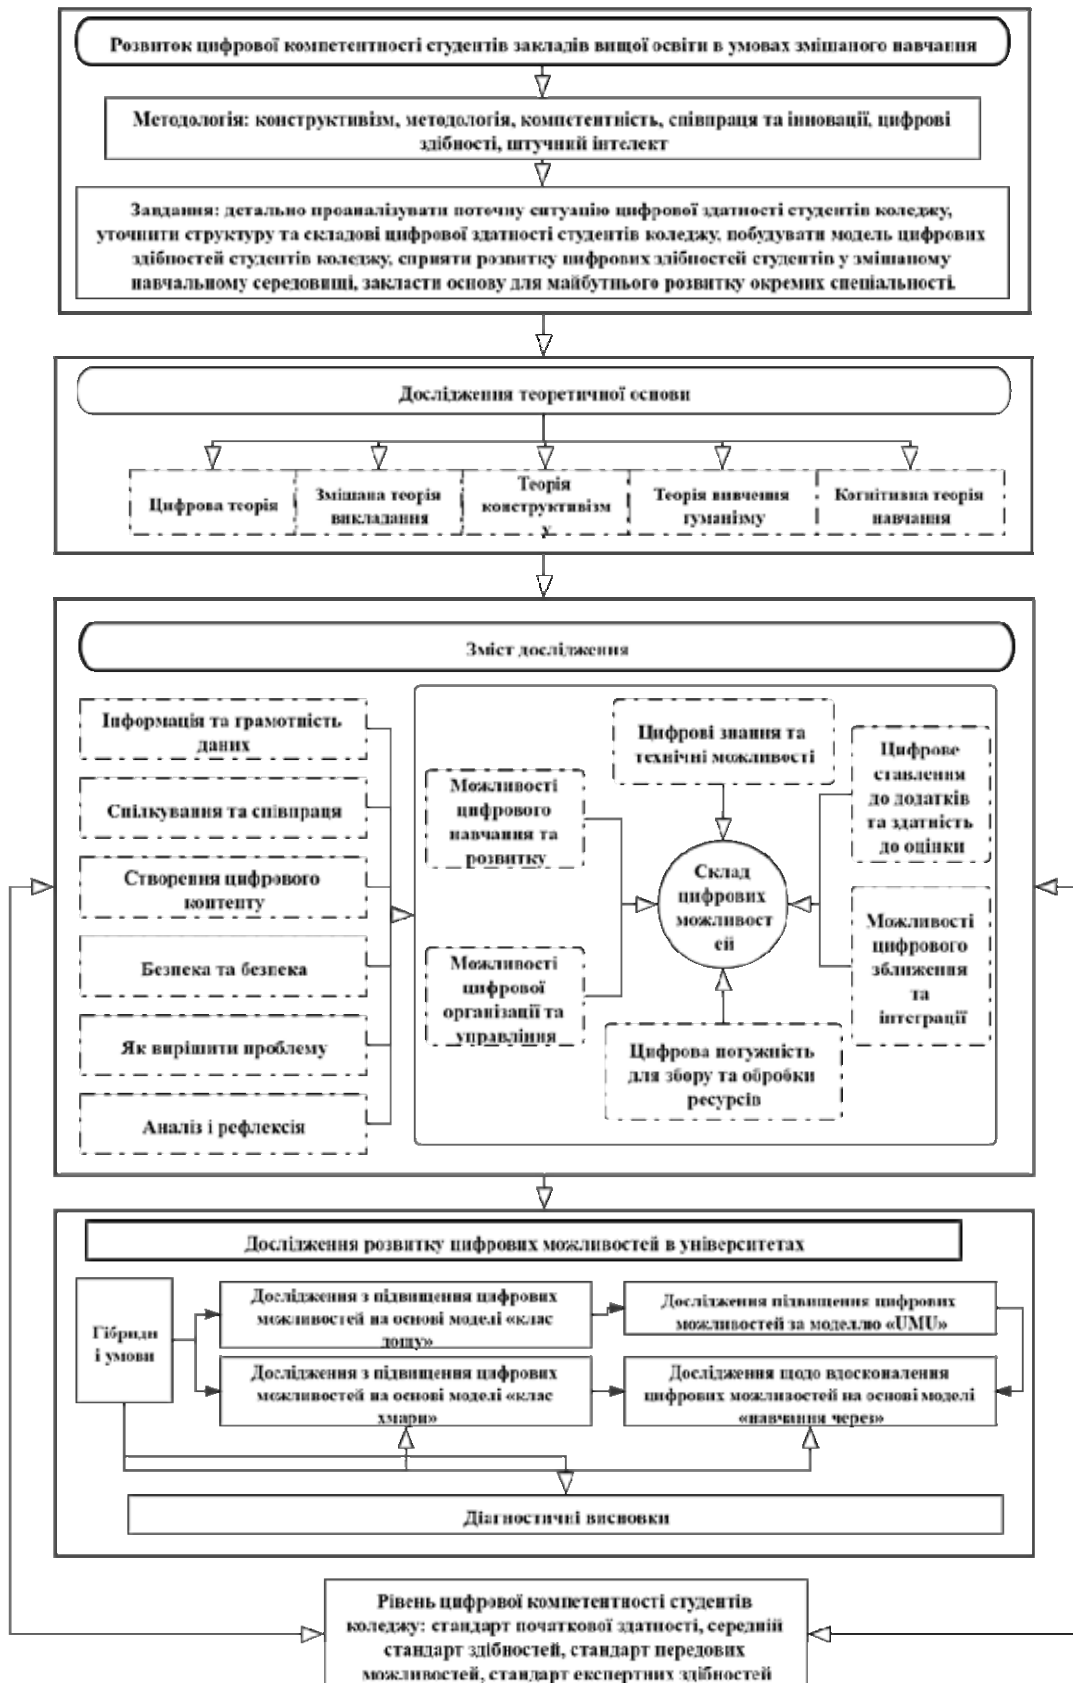 Розвиток цифрової компетентності студентів закладів вищої освіти в умовах змішаного навчання
Методологія: конструктивізм, методологія, компетентність, співпраця та інновації, цифрові
здібності, штучний інтелект
Завдання: детально проаналізувати поточну ситуацію цифрової здатності студентів коледжу,
уточнити структуру та складові цифрової здатності студентів коледжу, побудувати модель цифрових
здібностей студентів коледжу, сприяти розвитку цифрових здібностей студентів у змішаному
навчальному середовищі, закласти основу для майбутнього розвитку окремих спеціальності.
Дослідження теоретичної основи
Цифрова теорія
Змішана теорія
викладання
Теорія
конструктивізм
у
Теорія вивчення
гуманізму
Когнитивна теорія
навчання
Зміст дослідження
Інформація та грамотність
даних
Спілкування та співпраця
Створення цифрового
контенту
Безпека та безпека
Як вирішити проблему
Аналіз і рефлексія
Цифрові знання та
технічні можливості
Можливості
цифрового
навчання та
розвитку
Цифрове
ставлення
до додатків
та здатність
до оцінки
Склад
цифрових
можливост
ей
Можливості
цифрової
організації та
управління
Можливості
цифрового
зближення
та
інтеграції
Цифрова потужність
для збору та обробки
ресурсів
Дослідження розвитку цифрових можливостей в університетах
Гібридн
і умови
Дослідження з підвищення цифрових
можливостей на основі моделі «клас
дощу»
Дослідження підвищення цифрових
можливостей за моделлю «UMU»
Дослідження з підвищення цифрових
можливостей на основі моделі «клас
хмари»
Дослідження щодо вдосконалення
цифрових можливостей на основі моделі
«навчання через»
Діагностичні висновки
Рівень цифрової компетентності студентів
коледжу: стандарт початкової здатності, середній
стандарт здібностей, стандарт передових
можливостей, стандарт експертних здібностей